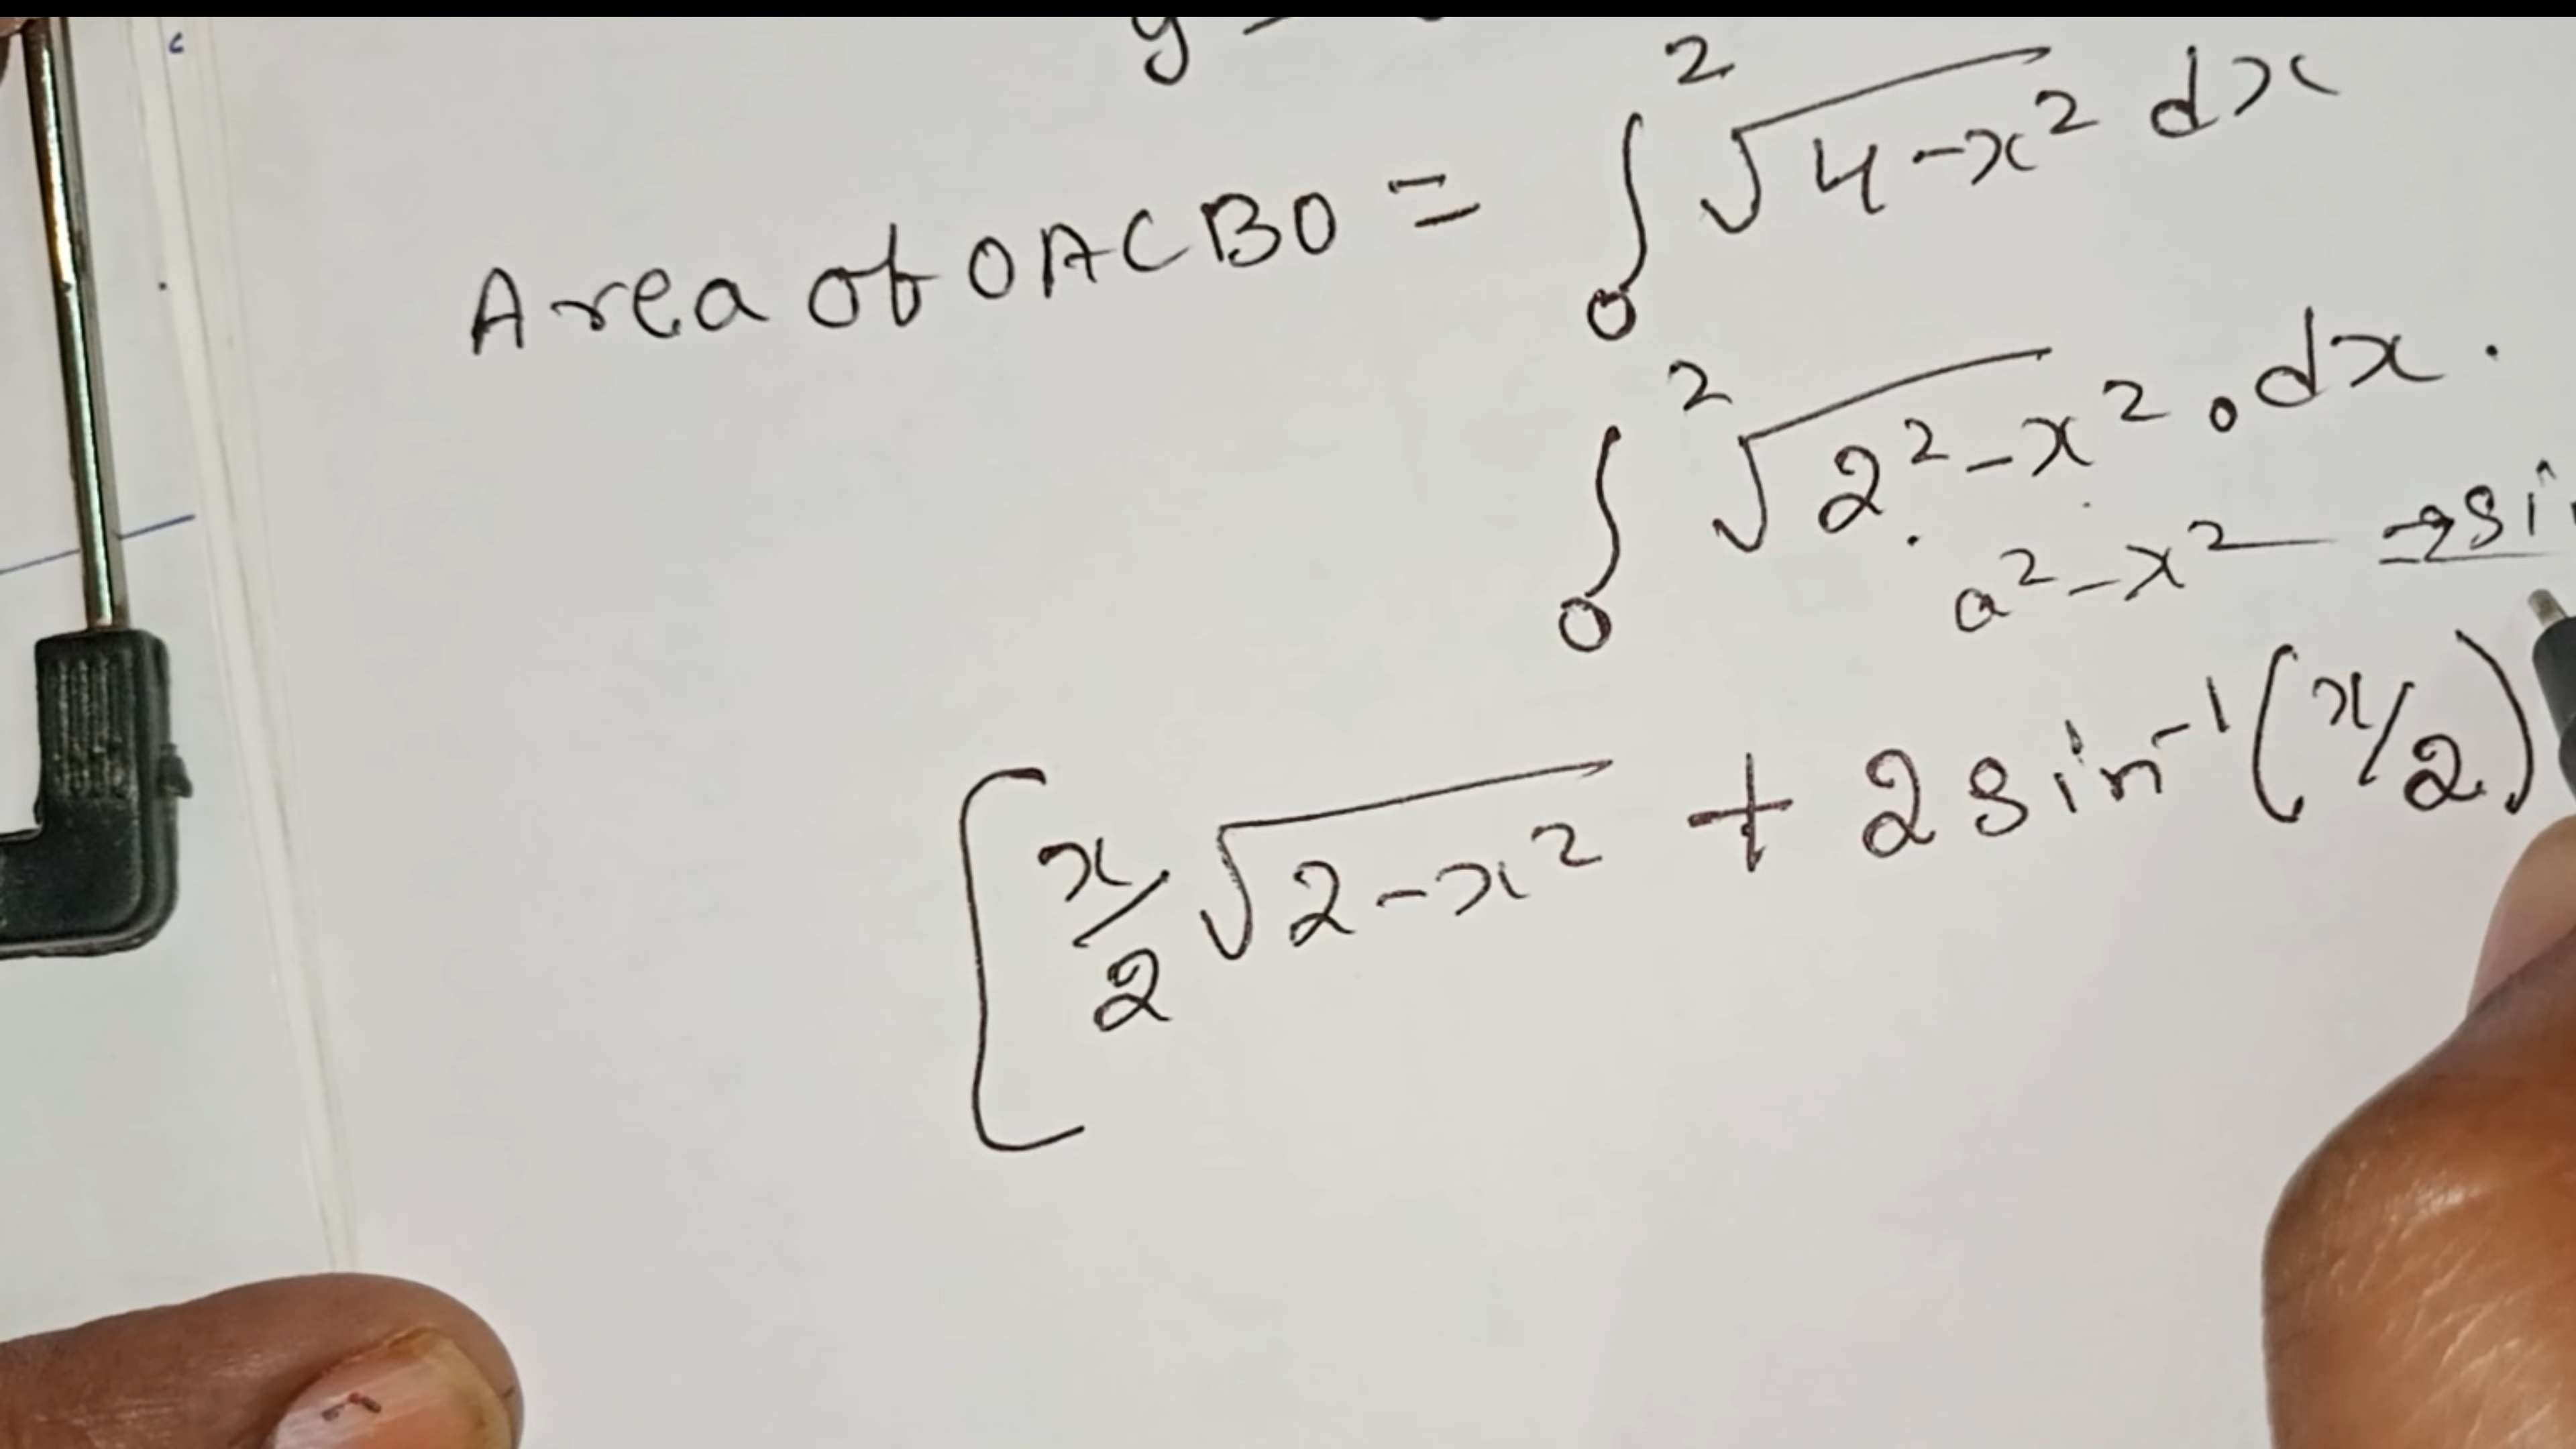 y =
Area of OACBO = ∫₀² √4-x² dx
∫₀² √2²-x² . dx .
a²-x² → sin
[ x/2 √2-x² + 2 sin⁻¹ (x/2)